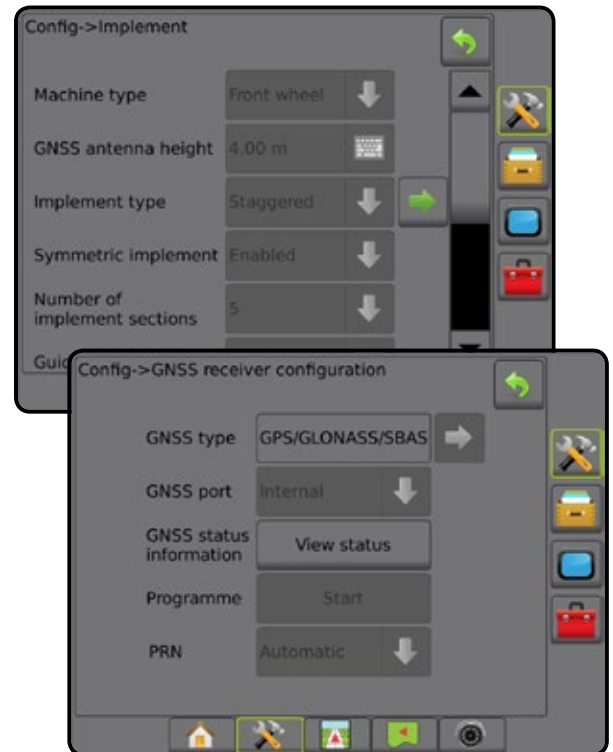 Config->Implement
Machine type
Front wheel
GNSS antenna height
4.00 m
Implement type
Staggered
Symmetric implement
Enabled
Number of
implement sections
5
Guid
Config->GNSS receiver configuration
GNSS type
GPS/GLONASS/SBAS
GNSS port
Internal
GNSS status
information
View status
Programme
Start
PRN
Automatic